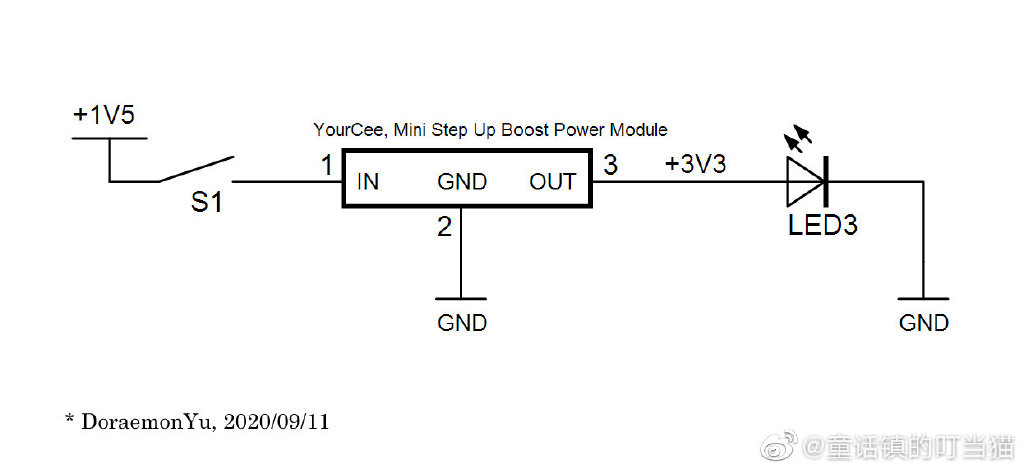 +1V5
YourCee, Mini Step Up Boost Power Module
1
3
+3V3
IN
GND
OUT
S1
2
LED3
GND
GND
* DoraemonYu, 2020/09/11
@童话镇的叮当猫